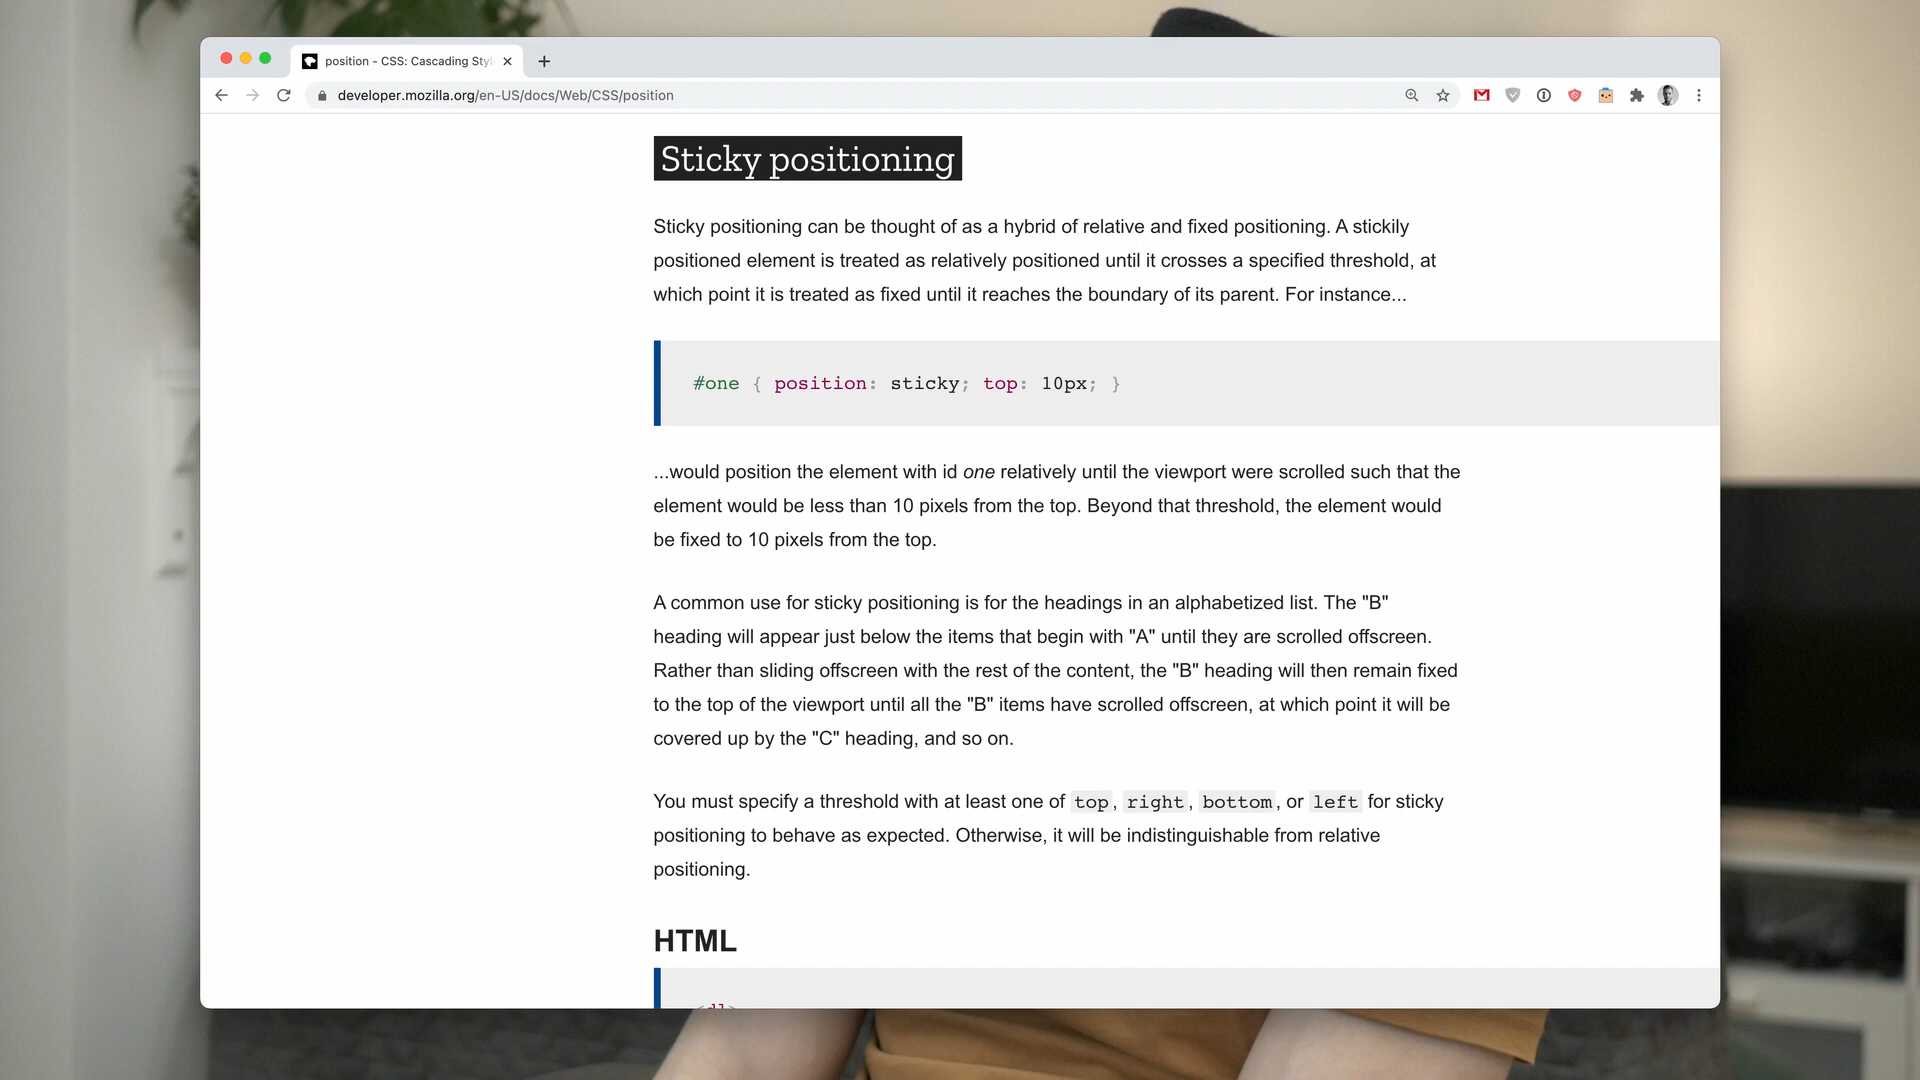 position - CSS: Cascading Sty
developer.mozilla.org/en-US/docs/Web/CSS/position
Sticky positioning
Sticky positioning can be thought of as a hybrid of relative and fixed positioning. A stickily
positioned element is treated as relatively positioned until it crosses a specified threshold, at
which point it is treated as fixed until it reaches the boundary of its parent. For instance...
#one { position: sticky; top: 10px; }
...would position the element with id one relatively until the viewport were scrolled such that the
element would be less than 10 pixels from the top. Beyond that threshold, the element would
be fixed to 10 pixels from the top.
A common use for sticky positioning is for the headings in an alphabetized list. The "B"
heading will appear just below the items that begin with "A" until they are scrolled offscreen.
Rather than sliding offscreen with the rest of the content, the "B" heading will then remain fixed
to the top of the viewport until all the "B" items have scrolled offscreen, at which point it will be
covered up by the "C" heading, and so on.
You must specify a threshold with at least one of top, right, bottom, or left for sticky
positioning to behave as expected. Otherwise, it will be indistinguishable from relative
positioning.
HTML